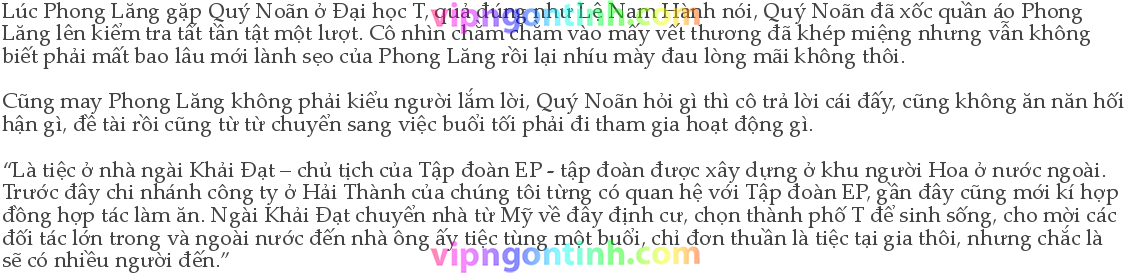 Lúc Phong Lăng gặp Quý Noãn ở Đại học T, quả đúng như Lệ Nam Hành nói, Quý Noãn đã xốc quần áo Phong
Lăng lên kiểm tra tất tần tật một lượt. Cô nhìn chằm chằm vào mấy vết thương đã khép miệng nhưng vẫn không
biết phải mất bao lâu mới lành sẹo của Phong Lăng rồi lại nhíu mày đau lòng mãi không thôi.
Cũng may Phong Lăng không phải kiểu người lắm lời, Quý Noãn hỏi gì thì cô trả lời cái đấy, cũng không ăn năn hối
hận gì, đề tài rồi cũng từ từ chuyển sang việc buổi tối phải đi tham gia hoạt động gì.
“Là tiệc ở nhà ngài Khải Đạt – chủ tịch của Tập đoàn EP - tập đoàn được xây dựng ở khu người Hoa ở nước ngoài.
Trước đây chi nhánh công ty ở Hải Thành của chúng tôi từng có quan hệ với Tập đoàn EP, gần đây cũng mới kí hợp
đồng hợp tác làm ăn. Ngài Khải Đạt chuyển nhà từ Mỹ về đây định cư, chọn thành phố T để sinh sống, cho mời các
đối tác lớn trong và ngoài nước đến nhà ông ấy tiệc tùng một buổi, chỉ đơn thuần là tiệc tại gia thôi, nhưng chắc là
sẽ có nhiều người đến.”
vipngontinh.com
vipngontinh.com